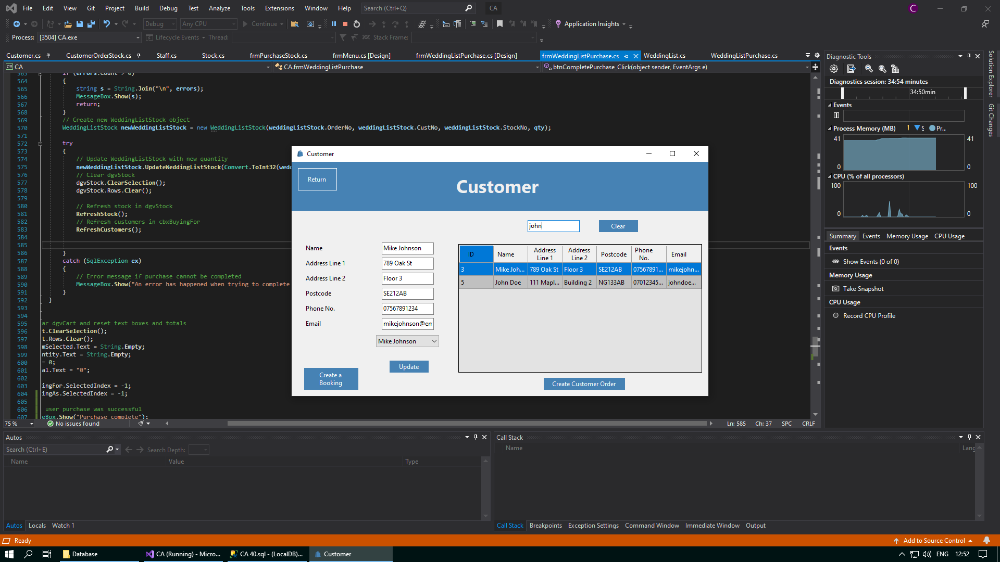 File Edit View Git Project Build Debug Test Analyze Tools Extensions Window Help Search (Ctrl+Q) CA C
Debug Any CPU Continue Application Insights
Process: [3504] CA.exe Lifecycle Events Thread: Stack Frame:
Customer.cs CustomerOrderStock.cs Staff.cs Stock.cs frmPurchaseStock.cs frmMenu.cs [Design] frmWeddingListPurchase.cs [Design] frmWeddingListPurchase.cs WeddingList.cs WeddingListPurchase.cs
CA CA.frmWeddingListPurchase btnCompletePurchase_Click(object sender, EventArgs e)
563 if (errors.Count > 0)
564 {
565 string s = String.Join("\n", errors);
566 MessageBox.Show(s);
567 return;
568 }
569 // Create new WeddingListStock object
570 WeddingListStock newWeddingListStock = new WeddingListStock(weddingListStock.OrderNo, weddingListStock.CustNo, weddingListStock.StockNo, qty);
571
572 try
573 {
574 // Update WeddingListStock with new quantity
575 newWeddingListStock.UpdateWeddingListStock(Convert.ToInt32(wedd
576 // Clear dgvStock
577 dgvStock.ClearSelection();
578 dgvStock.Rows.Clear();
579
580 // Refresh stock in dgvStock
581 RefreshStock();
582 // Refresh customers in cbxBuyingFor
583 RefreshCustomers();
584
585
586 }
587 catch (SqlException ex)
588 {
589 // Error message if purchase cannot be completed
590 MessageBox.Show("An error has happened when trying to complete
591 }
592 }
593
594
595 ar dgvCart and reset text boxes and totals
596 t.ClearSelection();
597 t.Rows.Clear();
598 mSelected.Text = String.Empty;
599 ntity.Text = String.Empty;
600 = 0;
601 al.Text = "0";
602
603 ingFor.SelectedIndex = -1;
604 ingAs.SelectedIndex = -1;
605
606 user purchase was successful
607 eBox.Show("Purchase complete");
75 % No issues found Ln: 585 Ch: 37 SPC CRLF
Customer
Return
Customer
john Clear
Name Mike Johnson
Address Line 1 789 Oak St
Address Line 2 Floor 3
Postcode SE212AB
Phone No. 07567891234
Email mikejohnson@em
Mike Johnson
Update
Create a
Booking
ID Name Address Line 1 Address Line 2 Postcode Phone No. Email
3 Mike Joh... 789 Oak St Floor 3 SE212AB 07567891... mikejohn...
5 John Doe 111 Mapl... Building 2 NG133AB 07012345... johndoe...
Create Customer Order
Diagnostic Tools
Diagnostics session: 34:54 minutes
34:50min
Events
Process Memory (MB) S Pr...
41 41
0 0
CPU (% of all processors)
100 100
0 0
Summary Events Memory Usage CPU Usage
Events
Show Events (0 of 0)
Memory Usage
Take Snapshot
CPU Usage
Record CPU Profile
Solution Explorer
Git Changes
Autos
Search (Ctrl+E) Search Depth:
Name Value Type
Autos Locals Watch 1
Call Stack
Name Lang
Call Stack Breakpoints Exception Settings Command Window Immediate Window Output
Ready Add to Source Control
Database CA (Running) - Micro... CA 40.sql - (LocalDB)... Customer ENG 12:52